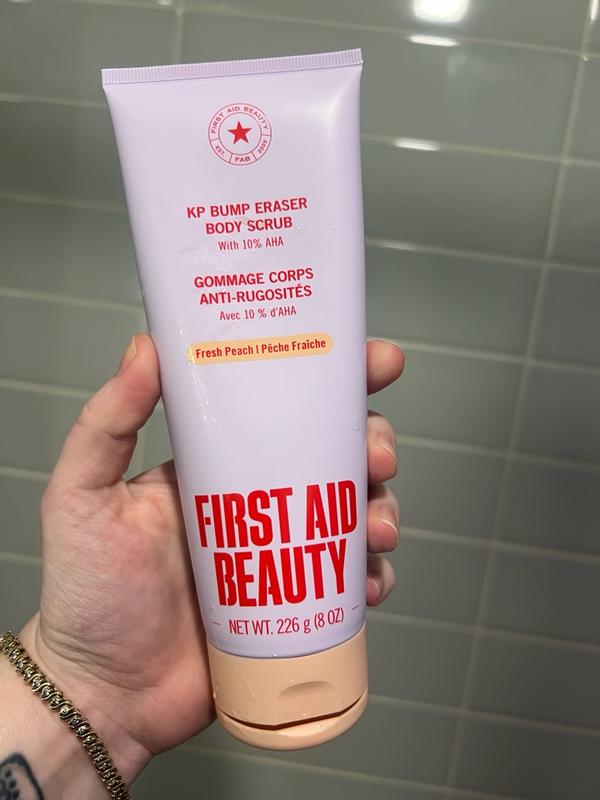 FIRST AID BEAUTY
EST. FAB 2009
KP BUMP ERASER
BODY SCRUB
With 10% AHA
GOMMAGE CORPS
ANTI-RUGOSITÉS
Avec 10 % d'AHA
Fresh Peach | Pêche Fraîche
FIRST AID
BEAUTY
NET WT. 226 g (8 OZ)